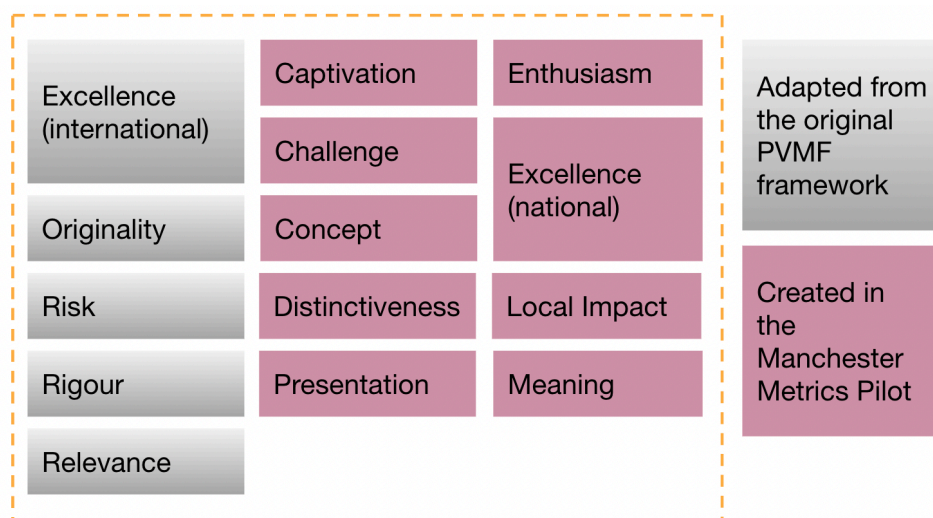 Excellence
(international)
Originality
Risk
Rigour
Relevance
Captivation
Challenge
Concept
Distinctiveness
Presentation
Enthusiasm
Excellence
(national)
Local Impact
Meaning
Adapted from
the original
PVMF
framework
Created in
the
Manchester
Metrics Pilot